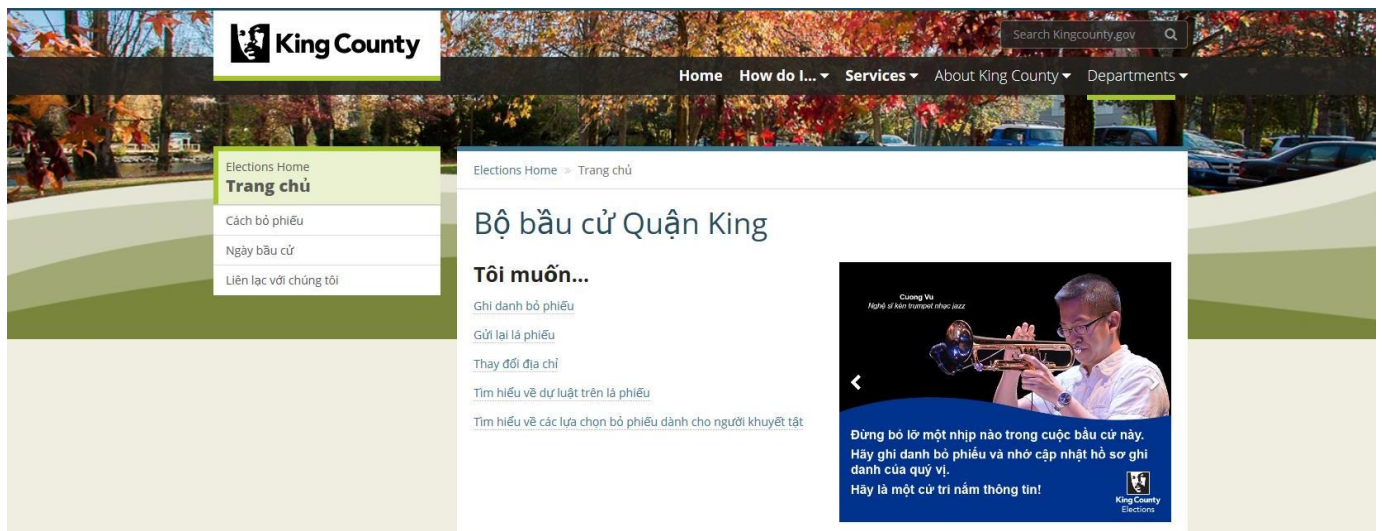 King County
Search Kingcounty.gov
Home How do I... Services About King County Departments
Elections Home
Trang chủ
Cách bỏ phiếu
Ngày bầu cử
Liên lạc với chúng tôi
Elections Home » Trang chủ
Bộ bầu cử Quận King
Tôi muốn...
Ghi danh bỏ phiếu
Gửi lại lá phiếu
Thay đổi địa chỉ
Tìm hiểu về dự luật trên lá phiếu
Tìm hiểu về các lựa chọn bỏ phiếu dành cho người khuyết tật
Cuong Vu
Nghệ sĩ kèn trumpet nhạc jazz
Đừng bỏ lỡ một nhịp nào trong cuộc bầu cử này.
Hãy ghi danh bỏ phiếu và nhớ cập nhật hồ sơ ghi
danh của quý vị.
Hãy là một cử tri nắm thông tin!
King County
Elections